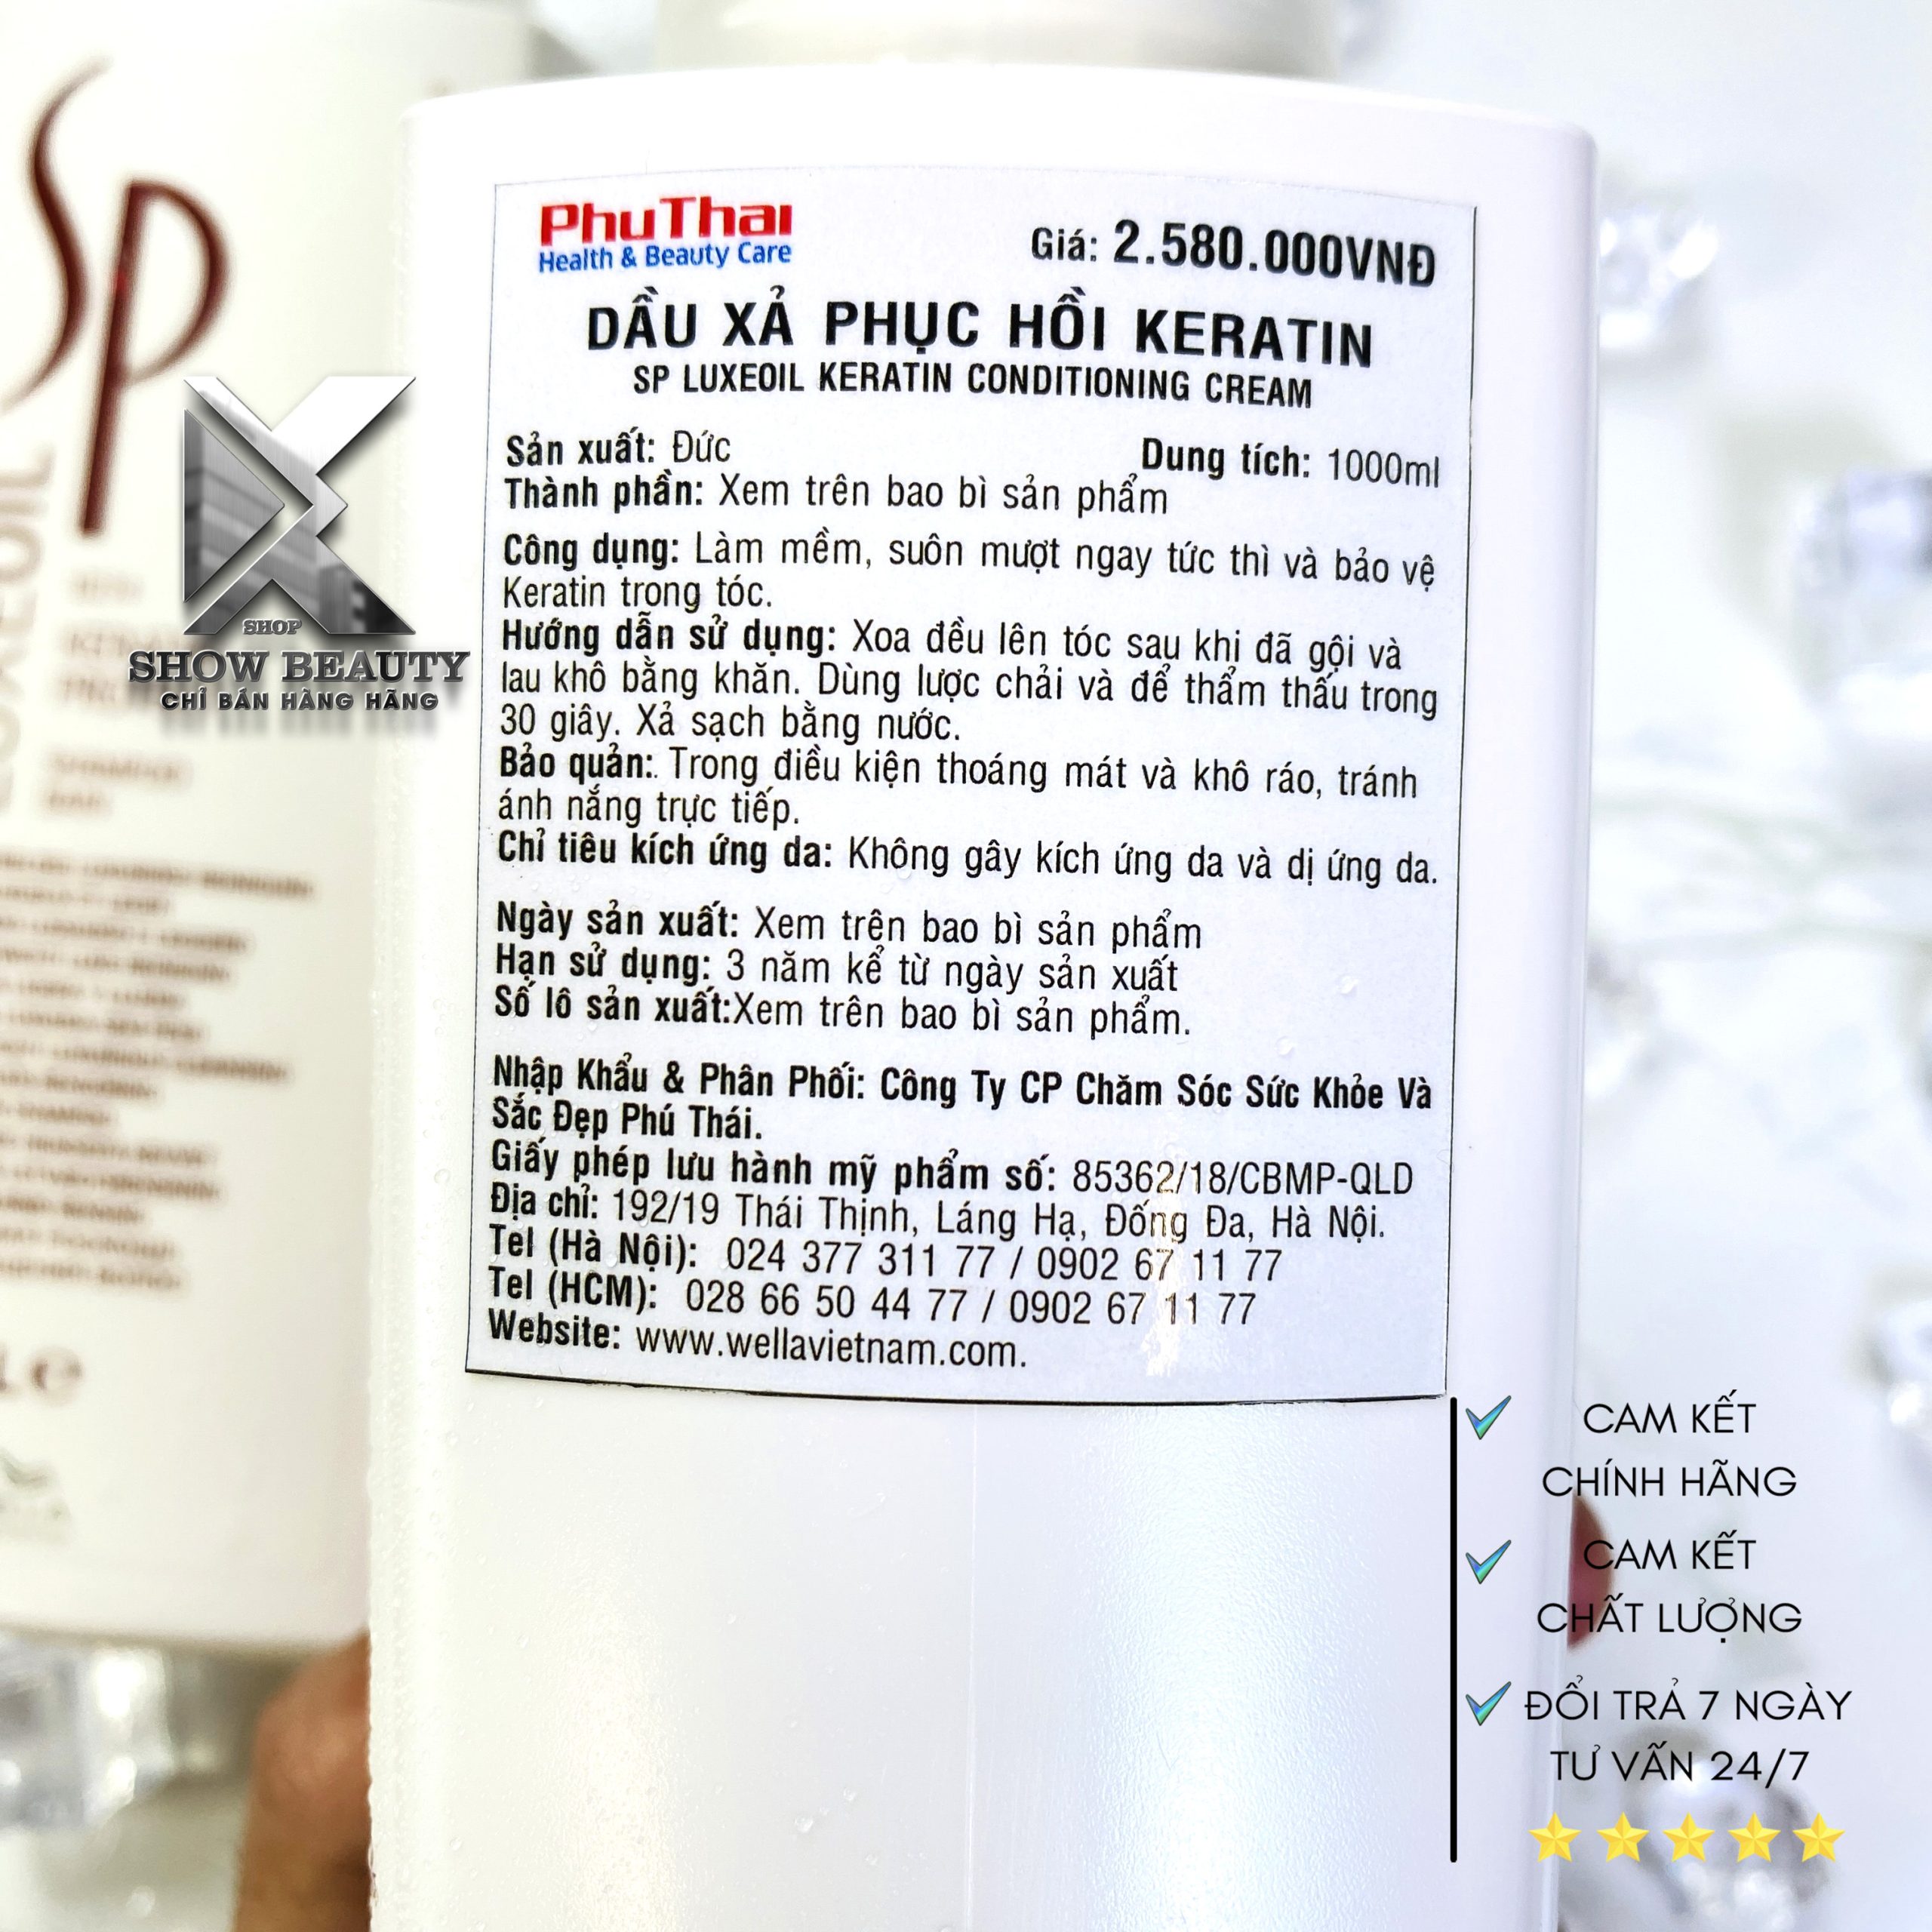 Sp
PhuThai
Health & Beauty Care
Giá: 2.580.000VNĐ
DẦU XẢ PHỤC HỒI KERATIN
SP LUXEOIL KERATIN CONDITIONING CREAM
Sản xuất: Đức
Dung tích: 1000ml
Thành phần: Xem trên bao bì sản phẩm
Công dụng: Làm mềm, suôn mượt ngay tức thì và bảo vệ
Keratin trong tóc.
Hướng dẫn sử dụng: Xoa đều lên tóc sau khi đã gội và
lau khô bằng khăn. Dùng lược chải và để thẩm thấu trong
30 giây. Xả sạch bằng nước.
Bảo quản:. Trong điều kiện thoáng mát và khô ráo, tránh
ánh nắng trực tiếp.
Chỉ tiêu kích ứng da: Không gây kích ứng da và dị ứng da.
Ngày sản xuất: Xem trên bao bì sản phẩm
Hạn sử dụng: 3 năm kể từ ngày sản xuất
Số lô sản xuất:Xem trên bao bì sản phẩm.
Nhập Khẩu & Phân Phối: Công Ty CP Chăm Sóc Sức Khỏe Và
Sắc Đẹp Phú Thái.
Giấy phép lưu hành mỹ phẩm số: 85362/18/CBMP-QLD
Địa chỉ: 192/19 Thái Thịnh, Láng Hạ, Đống Đa, Hà Nội.
Tel (Hà Nội): 024 377 311 77 / 0902 67 11 77
Tel (HCM): 028 66 50 44 77 / 0902 67 11 77
Website: www.wellavietnam.com.
SHOP
SHOW BEAUTY
CHỈ BÁN HÀNG HÃNG
CAM KẾT
CHÍNH HÃNG
CAM KẾT
CHẤT LƯỢNG
ĐỔI TRẢ 7 NGÀY
TƯ VẤN 24/7